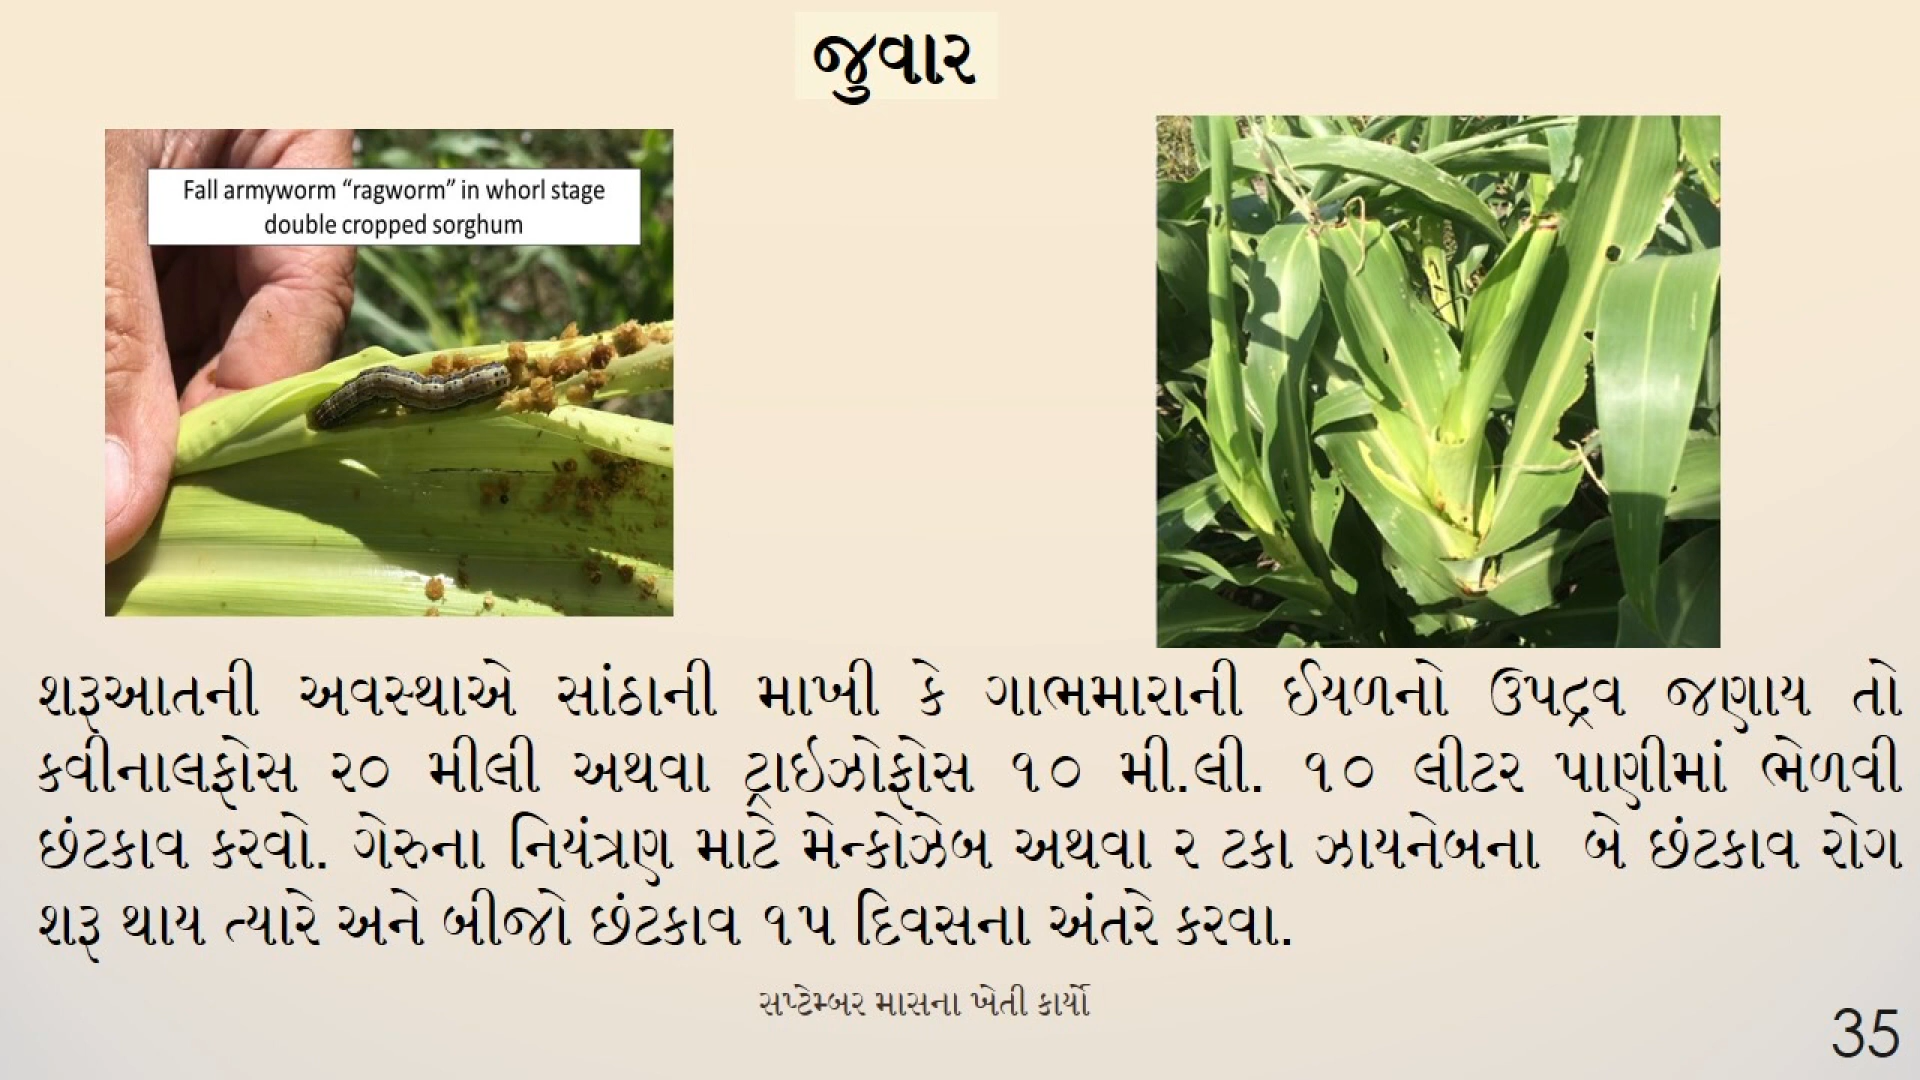 જુવાર
Fall armyworm “ragworm” in whorl stage
double cropped sorghum
શરૂઆતની અવસ્થાએ સાંઠાની માખી કે ગાભમારાની ઈયળનો ઉપદ્રવ જણાય તો
કવીનાલફોસ ૨૦ મીલી અથવા ટ્રાઇઝોફોસ ૧૦ મી.લી. ૧૦ લીટર પાણીમાં ભેળવી
છંટકાવ કરવો. ગેરુના નિયંત્રણ માટે મેન્કોઝેબ અથવા ૨ ટકા ઝાયનેબના બે છંટકાવ રોગ
શરૂ થાય ત્યારે અને બીજો છંટકાવ ૧૫ દિવસના અંતરે કરવા.
સપ્ટેમ્બર માસના ખેતી કાર્યો
35